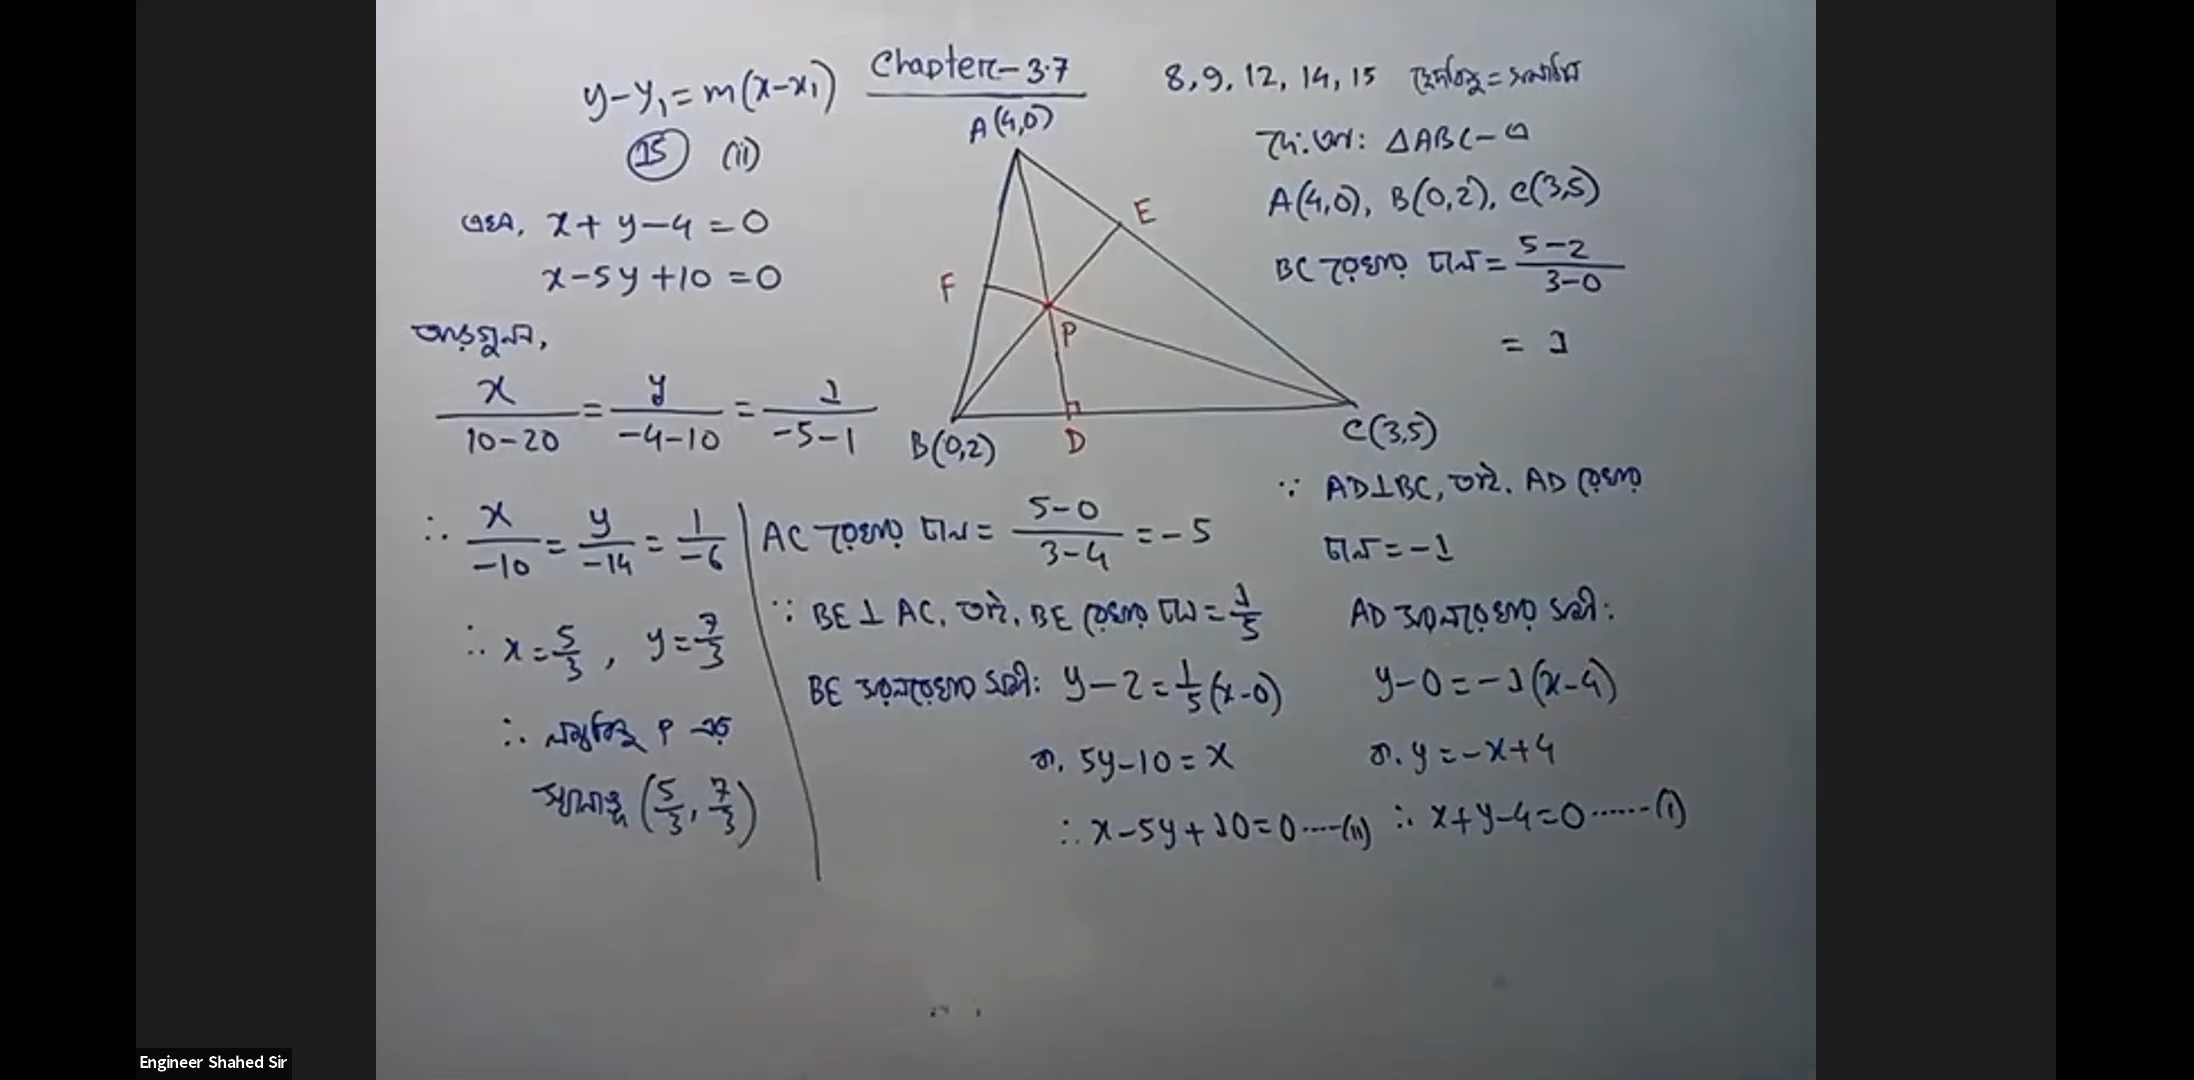 y-y₁=m(x-x₁)
Chapter-3.7
8, 9, 12, 14, 15
15 (ii)
A(4,0)
ΔABC-এ
A(4,0), B(0,2), C(3,5)
এখন, x+y-4=0
x-5y+10=0
E
BC রেখার ঢাল = (5-2)/(3-0)
F
= 1
আড়গুনন,
P
x/(10-20) = y/(-4-10) = 1/(-5-1)
B(0,2)
D
C(3,5)
∴ x/-10 = y/-14 = 1/-6
∴ x=5/3, y=7/3
P এর
স্থানাঙ্ক (5/3, 7/3)
AC রেখার ঢাল = (5-0)/(3-4) = -5
∵ BE⊥AC, তাই, BE রেখার ঢাল = 1/5
BE সরলরেখার সমী: y-2=1/5(x-0)
বা, 5y-10=x
∴ x-5y+10=0----(ii)
∵ AD⊥BC, তাই, AD রেখার
ঢাল=-1
AD সরলরেখার সমী:
y-0=-1(x-4)
বা, y=-x+4
∴ x+y-4=0......(i)
Engineer Shahed Sir